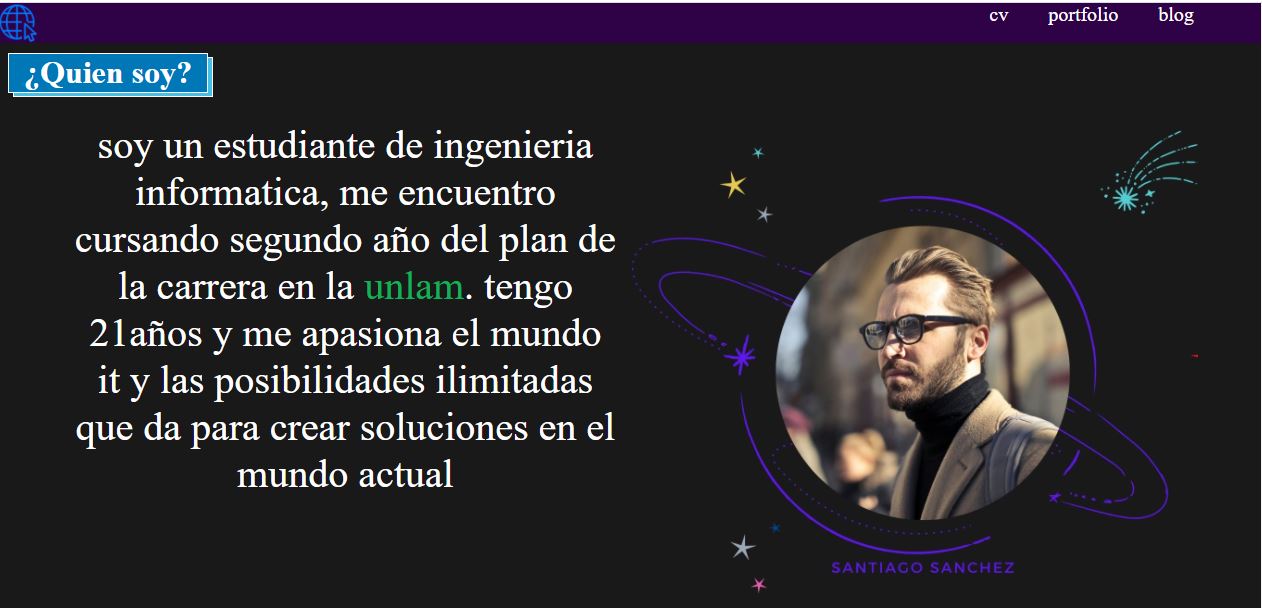 cv portfolio blog
¿Quien soy?
soy un estudiante de ingenieria
informatica, me encuentro
cursando segundo año del plan de
la carrera en la unlam. tengo
21años y me apasiona el mundo
it y las posibilidades ilimitadas
que da para crear soluciones en el
mundo actual
SANTIAGO SANCHEZ